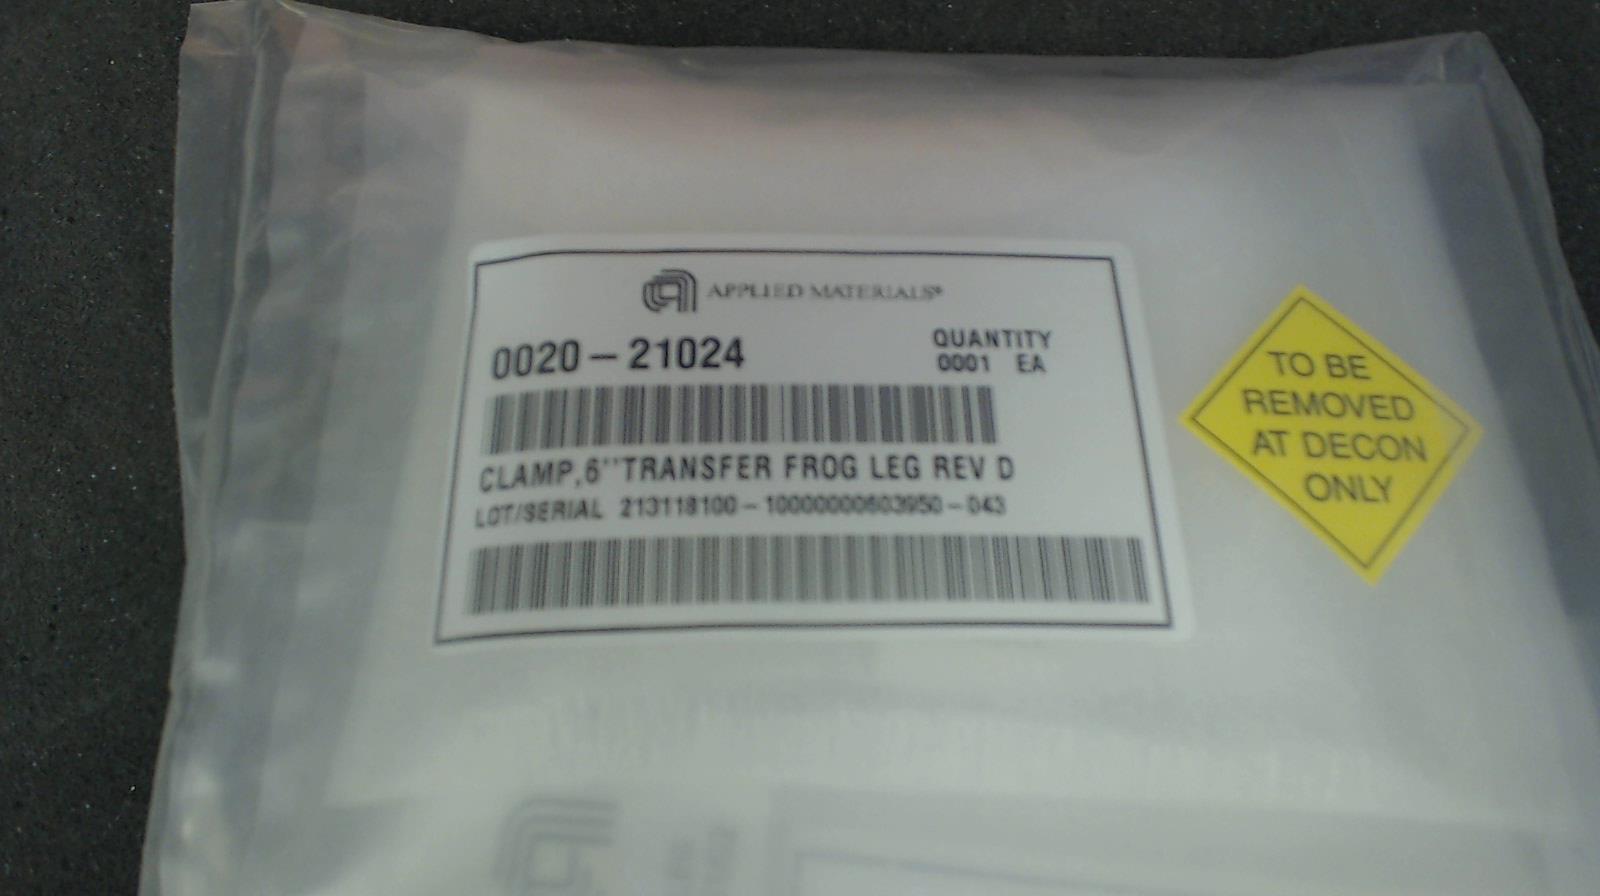 APPLIED MATERIALS®
0020-21024
QUANTITY
0001 EA
CLAMP,6''TRANSFER FROG LEG REV D
LOT/SERIAL 213118100-10000000603950-043
TO BE
REMOVED
AT DECON
ONLY